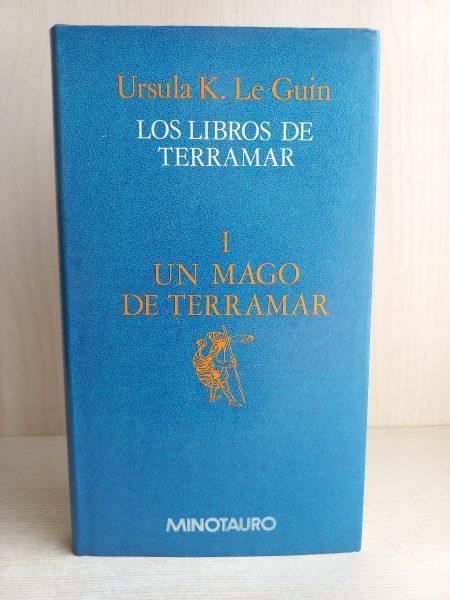 Ursula K. Le Guin
LOS LIBROS DE
TERRAMAR
I
UN MAGO
DE TERRAMAR
MINOTAURO